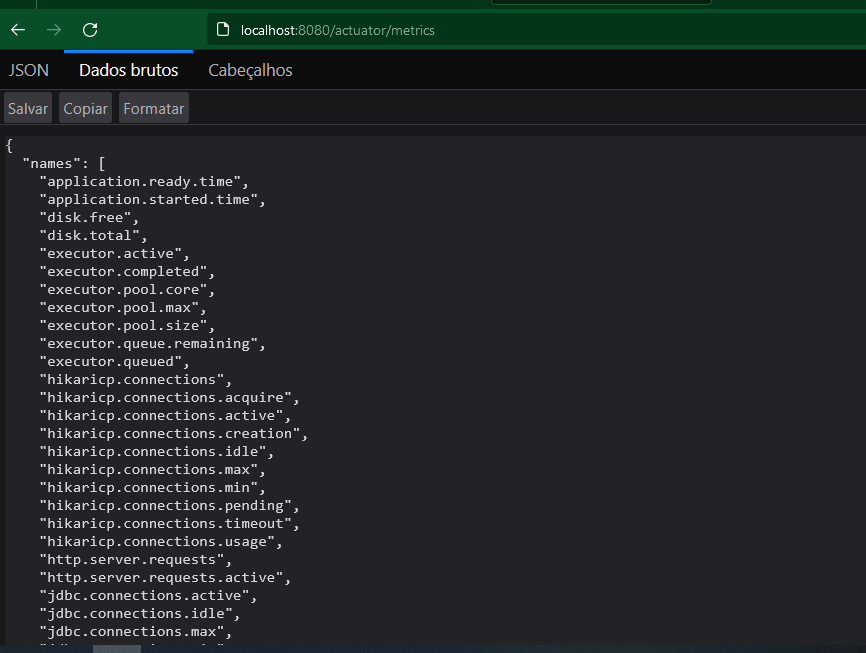 localhost:8080/actuator/metrics
JSON Dados brutos Cabeçalhos
Salvar Copiar Formatar
{
"names": [
"application.ready.time",
"application.started.time",
"disk.free",
"disk.total",
"executor.active",
"executor.completed",
"executor.pool.core",
"executor.pool.max",
"executor.pool.size",
"executor.queue.remaining",
"executor.queued",
"hikaricp.connections",
"hikaricp.connections.acquire",
"hikaricp.connections.active",
"hikaricp.connections.creation",
"hikaricp.connections.idle",
"hikaricp.connections.max",
"hikaricp.connections.min",
"hikaricp.connections.pending",
"hikaricp.connections.timeout",
"hikaricp.connections.usage",
"http.server.requests",
"http.server.requests.active",
"jdbc.connections.active",
"jdbc.connections.idle",
"jdbc.connections.max",